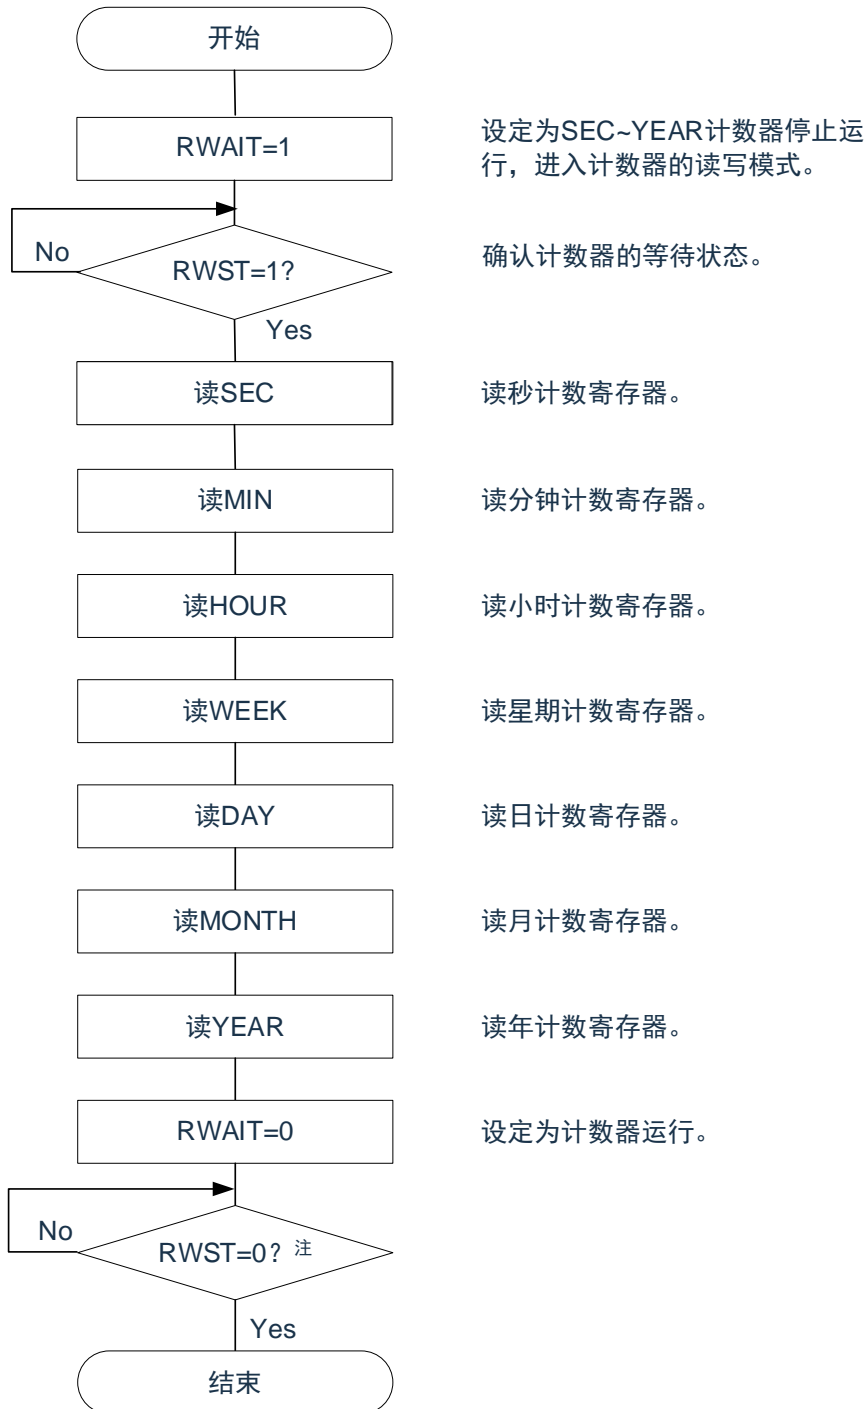 开始
RWAIT=1
设定为SEC~YEAR计数器停止运
行，进入计数器的读写模式。
No
RWST=1?
确认计数器的等待状态。
Yes
读SEC
读秒计数寄存器。
读MIN
读分钟计数寄存器。
读HOUR
读小时计数寄存器。
读WEEK
读星期计数寄存器。
读DAY
读日计数寄存器。
读MONTH
读月计数寄存器。
读YEAR
读年计数寄存器。
RWAIT=0
设定为计数器运行。
No
RWST=0? 注
Yes
结束